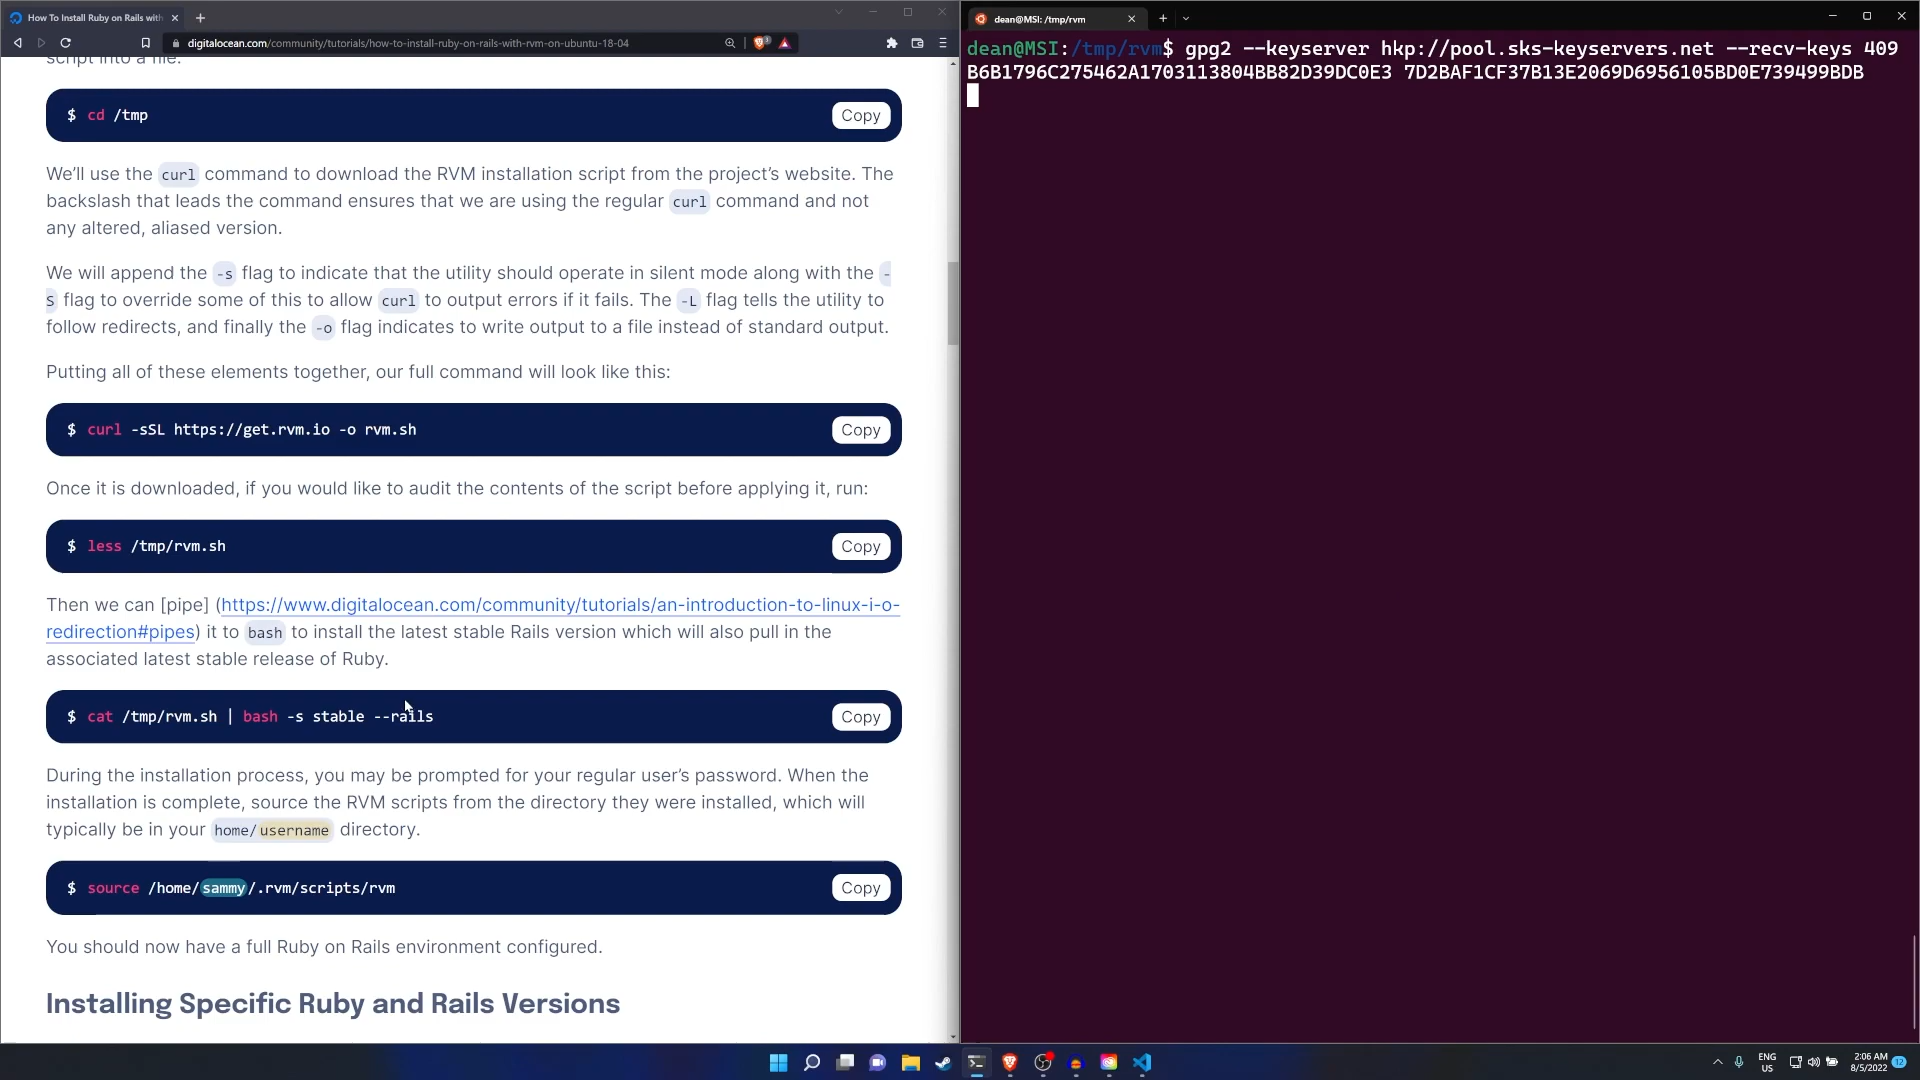 How To Install Ruby on Rails with
digitalocean.com/community/tutorials/how-to-install-ruby-on-rails-with-rvm-on-ubuntu-18-04
script into a file.
$ cd /tmp
Copy
We’ll use the curl command to download the RVM installation script from the project’s website. The
backslash that leads the command ensures that we are using the regular curl command and not
any altered, aliased version.
We will append the -s flag to indicate that the utility should operate in silent mode along with the -
S flag to override some of this to allow curl to output errors if it fails. The -L flag tells the utility to
follow redirects, and finally the -o flag indicates to write output to a file instead of standard output.
Putting all of these elements together, our full command will look like this:
$ curl -sSL https://get.rvm.io -o rvm.sh
Copy
Once it is downloaded, if you would like to audit the contents of the script before applying it, run:
$ less /tmp/rvm.sh
Copy
Then we can [pipe] (https://www.digitalocean.com/community/tutorials/an-introduction-to-linux-i-o-
redirection#pipes) it to bash to install the latest stable Rails version which will also pull in the
associated latest stable release of Ruby.
$ cat /tmp/rvm.sh | bash -s stable --rails
Copy
During the installation process, you may be prompted for your regular user’s password. When the
installation is complete, source the RVM scripts from the directory they were installed, which will
typically be in your home/username directory.
$ source /home/sammy/.rvm/scripts/rvm
Copy
You should now have a full Ruby on Rails environment configured.
Installing Specific Ruby and Rails Versions
dean@MSI: /tmp/rvm
dean@MSI:/tmp/rvm$ gpg2 --keyserver hkp://pool.sks-keyservers.net --recv-keys 409
B6B1796C275462A1703113804BB82D39DC0E3 7D2BAF1CF37B13E2069D6956105BD0E739499BDB
ENG
US
2:06 AM
8/5/2022
12